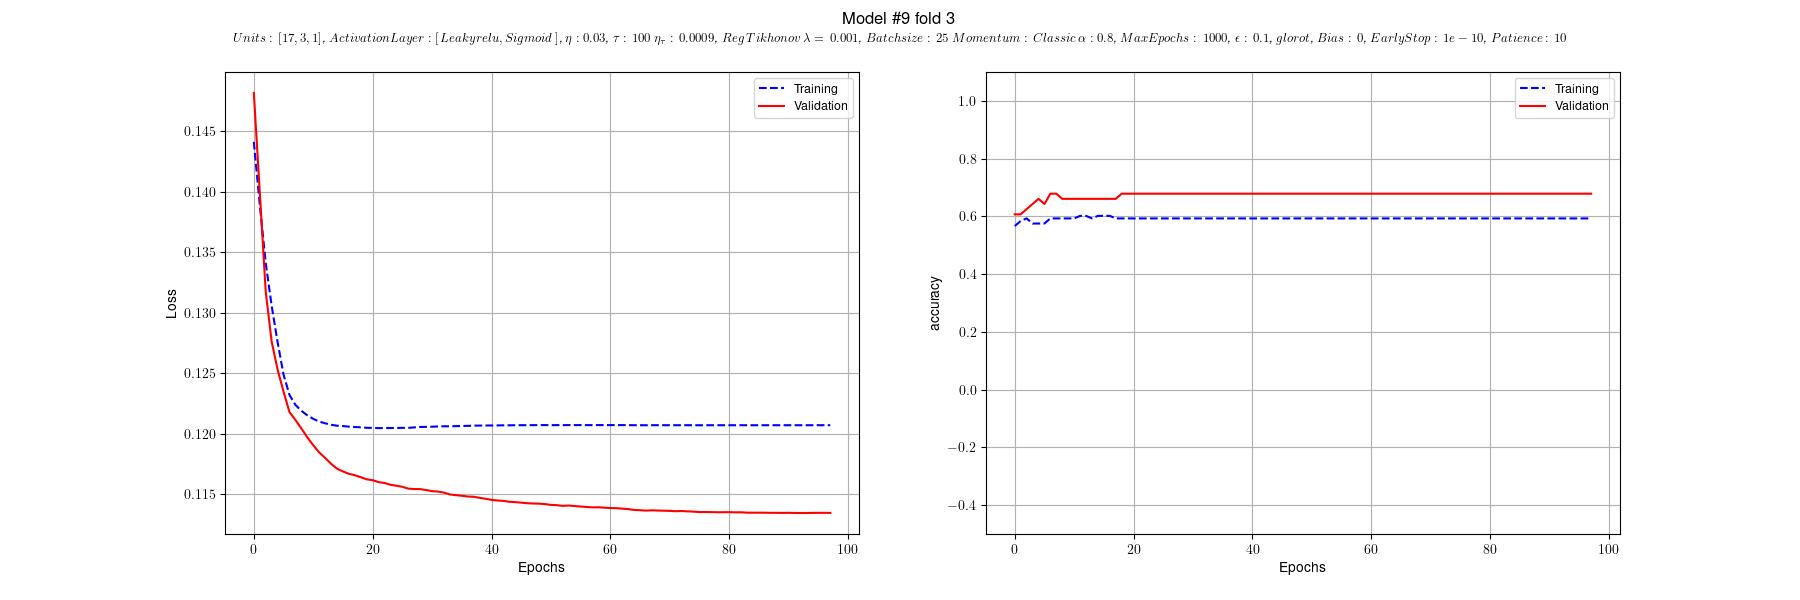 Model #9 fold 3
Units : [17, 3, 1], ActivationLayer : [Leakyrelu, Sigmoid], η : 0.03, τ : 100 ητ : 0.0009, RegTikhonov λ = 0.001, Batchsize : 25 Momentum : Classic α : 0.8, MaxEpochs : 1000, ϵ : 0.1, glorot, Bias : 0, EarlyStop : 1e − 10, Patience : 10
Training
Validation
0.145
0.140
0.135
0.130
0.125
0.120
0.115
Loss
0
20
40
60
80
100
Epochs
Training
Validation
1.0
0.8
0.6
0.4
0.2
0.0
−0.2
−0.4
accuracy
0
20
40
60
80
100
Epochs